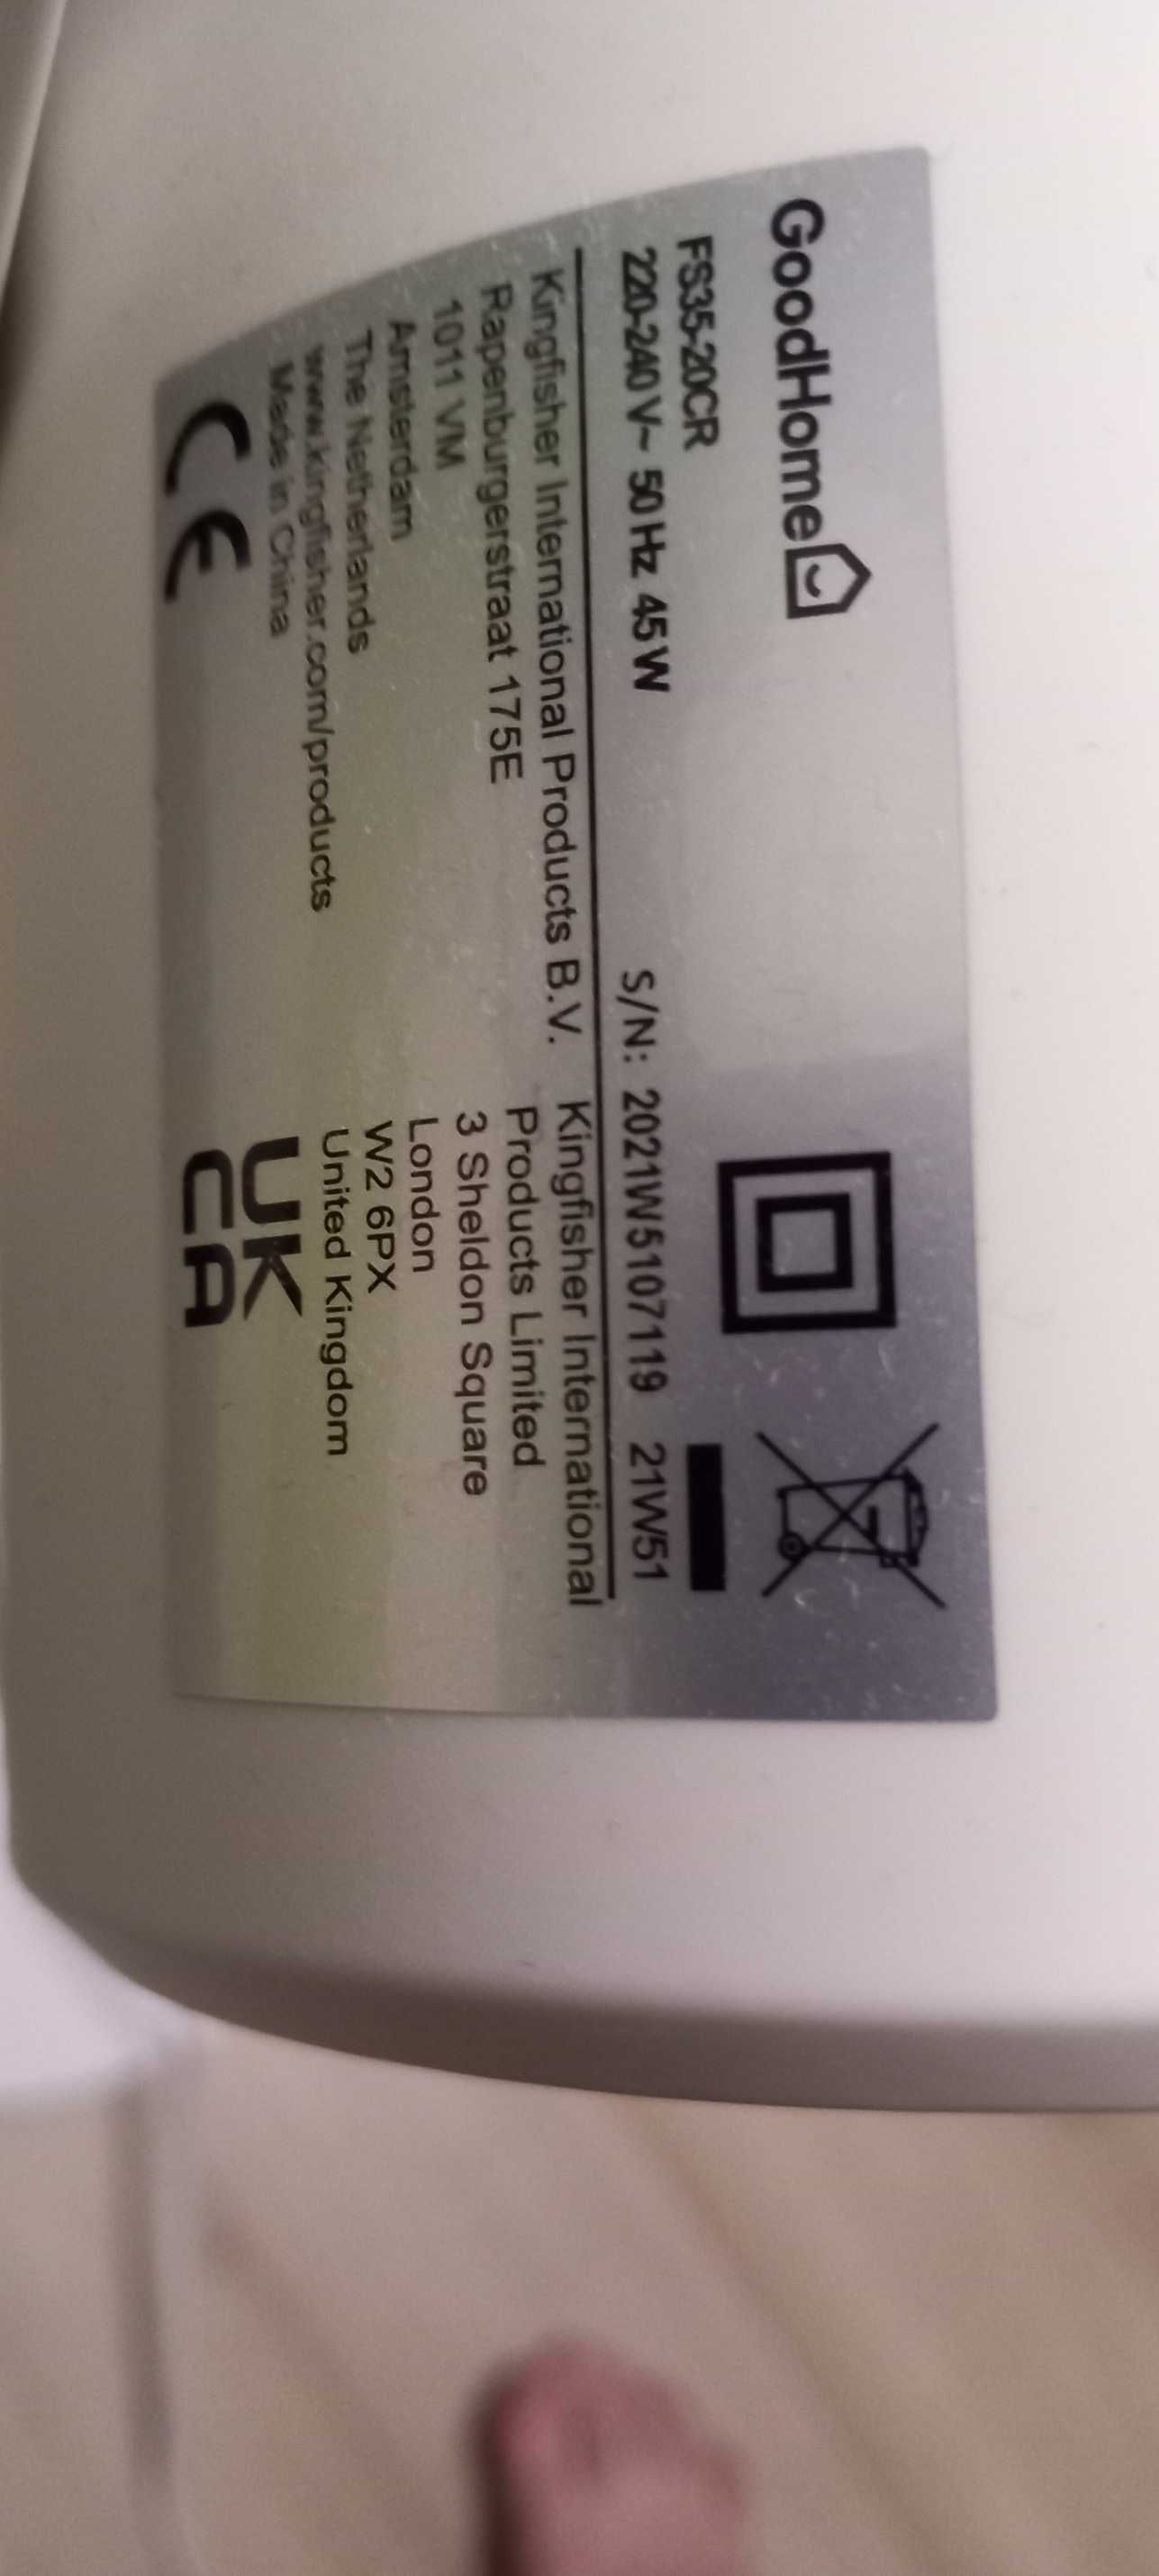 GoodHome
FS35-20CR
220-240 V~ 50 Hz 45 W
S/N: 2021W5107119 21W51
Kingfisher International Products B.V.
Rapenburgerstraat 175E
1011 VM
Amsterdam
The Netherlands
www.kingfisher.com/products
Made in China
CE
Kingfisher International
Products Limited
3 Sheldon Square
London
W2 6PX
United Kingdom
UK
CA